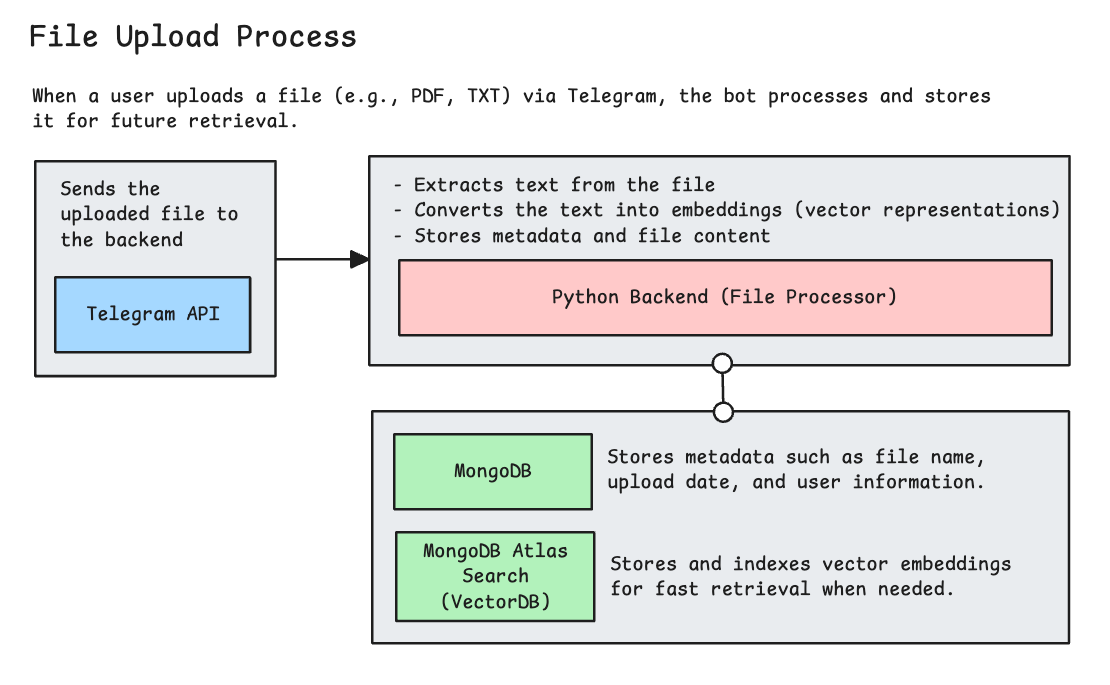 File Upload Process
When a user uploads a file (e.g., PDF, TXT) via Telegram, the bot processes and stores
it for future retrieval.
Sends the
uploaded file to
the backend
Telegram API
- Extracts text from the file
- Converts the text into embeddings (vector representations)
- Stores metadata and file content
Python Backend (File Processor)
MongoDB
Stores metadata such as file name,
upload date, and user information.
MongoDB Atlas
Search
(VectorDB)
Stores and indexes vector embeddings
for fast retrieval when needed.